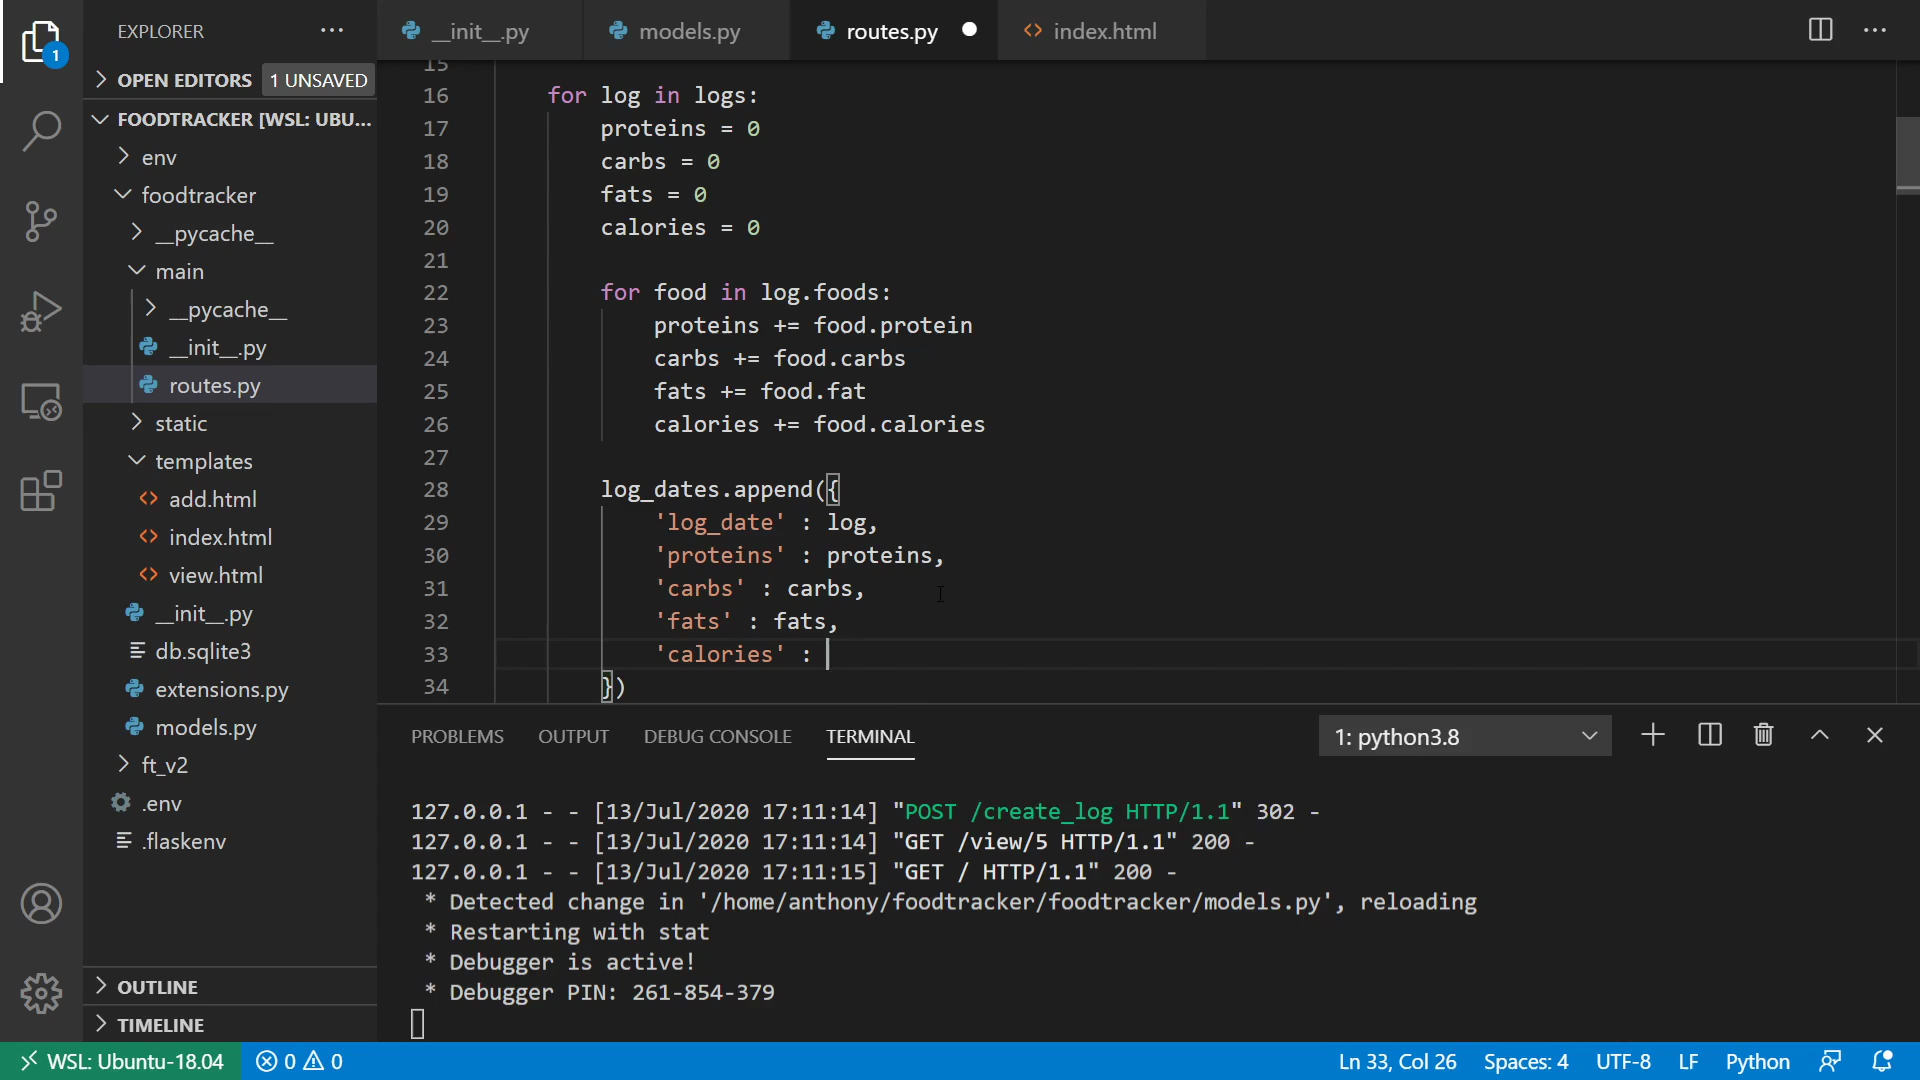 EXPLORER
OPEN EDITORS 1 UNSAVED
FOODTRACKER [WSL: UBU...
env
foodtracker
__pycache__
main
__pycache__
__init__.py
routes.py
static
templates
add.html
index.html
view.html
__init__.py
db.sqlite3
extensions.py
models.py
ft_v2
.env
.flaskenv
OUTLINE
TIMELINE
1
__init__.py models.py routes.py index.html
15
16 for log in logs:
17 proteins = 0
18 carbs = 0
19 fats = 0
20 calories = 0
21
22 for food in log.foods:
23 proteins += food.protein
24 carbs += food.carbs
25 fats += food.fat
26 calories += food.calories
27
28 log_dates.append({
29 'log_date' : log,
30 'proteins' : proteins,
31 'carbs' : carbs,
32 'fats' : fats,
33 'calories' :
34 })
PROBLEMS OUTPUT DEBUG CONSOLE TERMINAL 1: python3.8
127.0.0.1 - - [13/Jul/2020 17:11:14] "POST /create_log HTTP/1.1" 302 -
127.0.0.1 - - [13/Jul/2020 17:11:14] "GET /view/5 HTTP/1.1" 200 -
127.0.0.1 - - [13/Jul/2020 17:11:15] "GET / HTTP/1.1" 200 -
* Detected change in '/home/anthony/foodtracker/foodtracker/models.py', reloading
* Restarting with stat
* Debugger is active!
* Debugger PIN: 261-854-379
WSL: Ubuntu-18.04 0 0 Ln 33, Col 26 Spaces: 4 UTF-8 LF Python